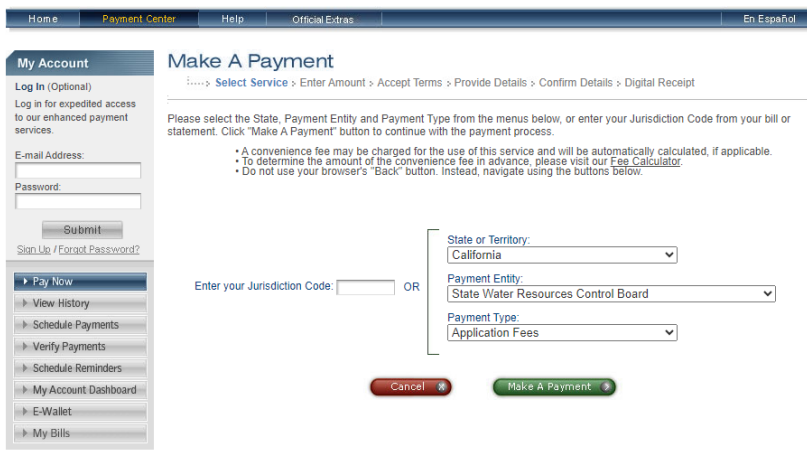 Home Payment Center Help Official Extras En Español
My Account
Log In (Optional)
Log in for expedited access
to our enhanced payment
services.
E-mail Address:
Password:
Submit
Sign Up / Forgot Password?
Pay Now
View History
Schedule Payments
Verify Payments
Schedule Reminders
My Account Dashboard
E-Wallet
My Bills
Make A Payment
Select Service > Enter Amount > Accept Terms > Provide Details > Confirm Details > Digital Receipt
Please select the State, Payment Entity and Payment Type from the menus below, or enter your Jurisdiction Code from your bill or
statement. Click "Make A Payment" button to continue with the payment process.
• A convenience fee may be charged for the use of this service and will be automatically calculated, if applicable.
• To determine the amount of the convenience fee in advance, please visit our Fee Calculator.
• Do not use your browser's "Back" button. Instead, navigate using the buttons below.
Enter your Jurisdiction Code: OR
State or Territory:
California
Payment Entity:
State Water Resources Control Board
Payment Type:
Application Fees
Cancel Make A Payment